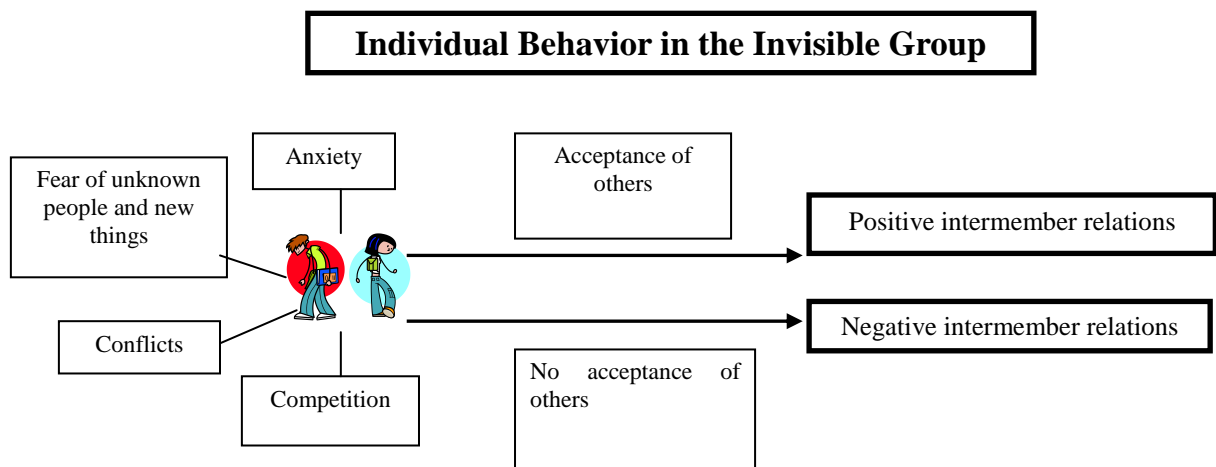 Individual Behavior in the Invisible Group
Anxiety
Fear of unknown
people and new
things
Acceptance of
others
Positive intermember relations
Conflicts
Competition
No acceptance of
others
Negative intermember relations